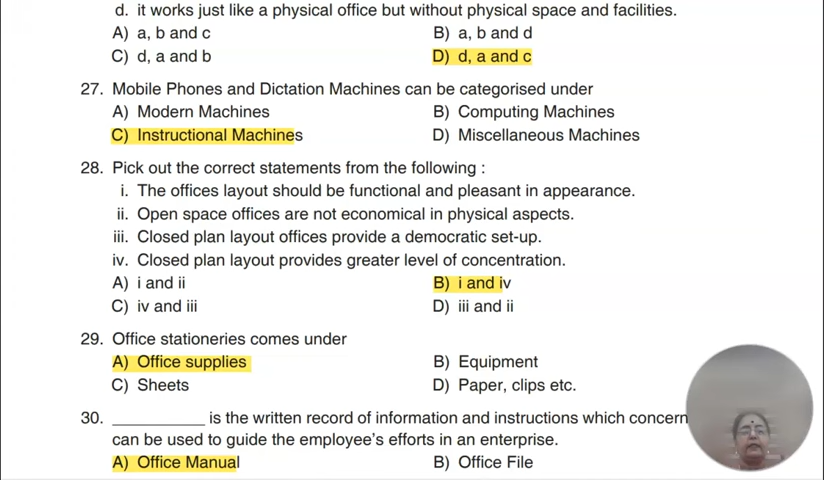 d. it works just like a physical office but without physical space and facilities.
A) a, b and c B) a, b and d
C) d, a and b D) d, a and c
27. Mobile Phones and Dictation Machines can be categorised under
A) Modern Machines B) Computing Machines
C) Instructional Machines D) Miscellaneous Machines
28. Pick out the correct statements from the following :
i. The offices layout should be functional and pleasant in appearance.
ii. Open space offices are not economical in physical aspects.
iii. Closed plan layout offices provide a democratic set-up.
iv. Closed plan layout provides greater level of concentration.
A) i and ii B) i and iv
C) iv and iii D) iii and ii
29. Office stationeries comes under
A) Office supplies B) Equipment
C) Sheets D) Paper, clips etc.
30. __________ is the written record of information and instructions which concern
can be used to guide the employee's efforts in an enterprise.
A) Office Manual B) Office File